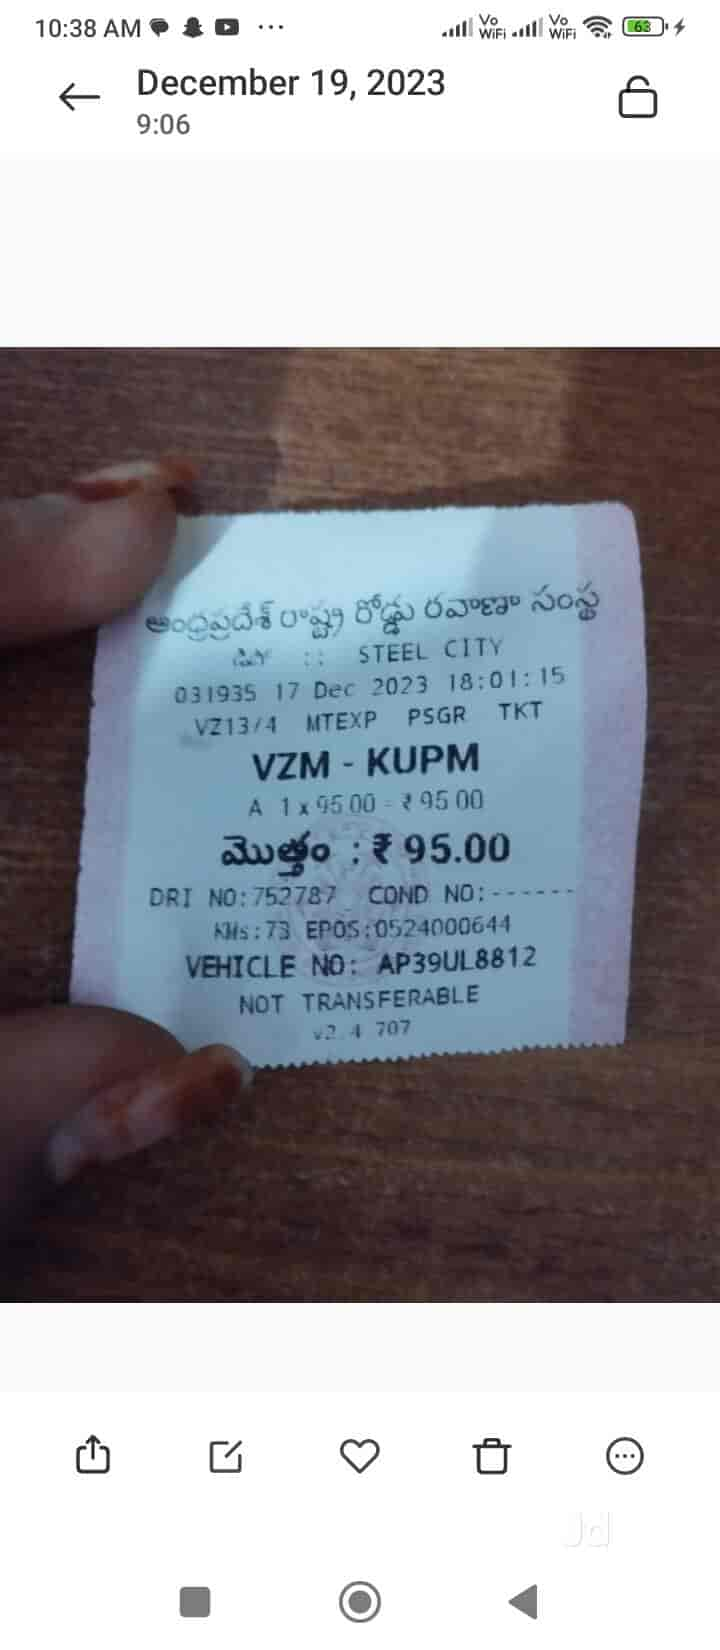 10:38 AM
Vo WiFi Vo WiFi 63
December 19, 2023
9:06
ఆంధ్రప్రదేశ్ రాష్ట్ర రోడ్డు రవాణా సంస్థ
:: STEEL CITY
031935 17 Dec 2023 18:01:15
VZ13/4 MTEXP PSGR TKT
VZM - KUPM
A 1 x 95.00 = ₹ 95.00
మొత్తం : ₹ 95.00
DRI NO:752787 COND NO:------
KMs:73 EPOS:0524000644
VEHICLE NO: AP39UL8812
NOT TRANSFERABLE
v2.4 707
Jd